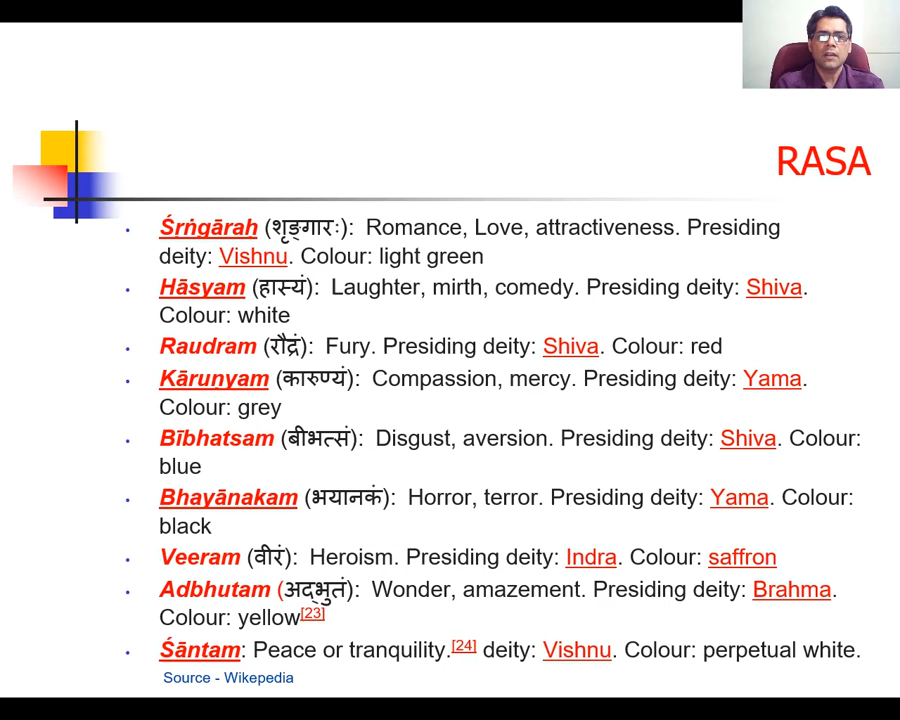 RASA
• Śṛṅgāraḥ (शृङ्गारः): Romance, Love, attractiveness. Presiding
deity: Vishnu. Colour: light green
• Hāsyam (हास्यं): Laughter, mirth, comedy. Presiding deity: Shiva.
Colour: white
• Raudram (रौद्रं): Fury. Presiding deity: Shiva. Colour: red
• Kāruṇyam (कारुण्यं): Compassion, mercy. Presiding deity: Yama.
Colour: grey
• Bībhatsam (बीभत्सं): Disgust, aversion. Presiding deity: Shiva. Colour:
blue
• Bhayānakam (भयानकं): Horror, terror. Presiding deity: Yama. Colour:
black
• Veeram (वीरं): Heroism. Presiding deity: Indra. Colour: saffron
• Adbhutam (अद्भुतं): Wonder, amazement. Presiding deity: Brahma.
Colour: yellow[23]
• Śāntam: Peace or tranquility.[24] deity: Vishnu. Colour: perpetual white.
Source - Wikepedia